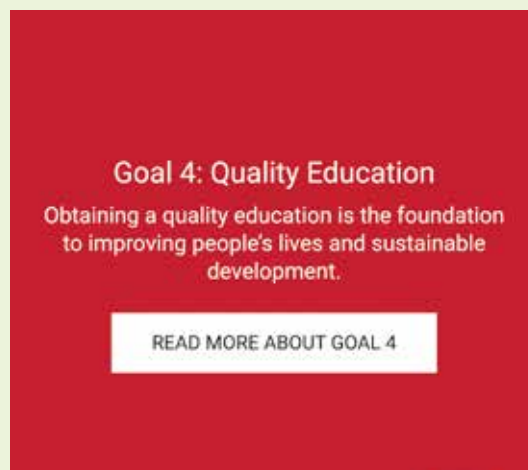 Goal 4: Quality Education
Obtaining a quality education is the foundation
to improving people's lives and sustainable
development.
READ MORE ABOUT GOAL 4